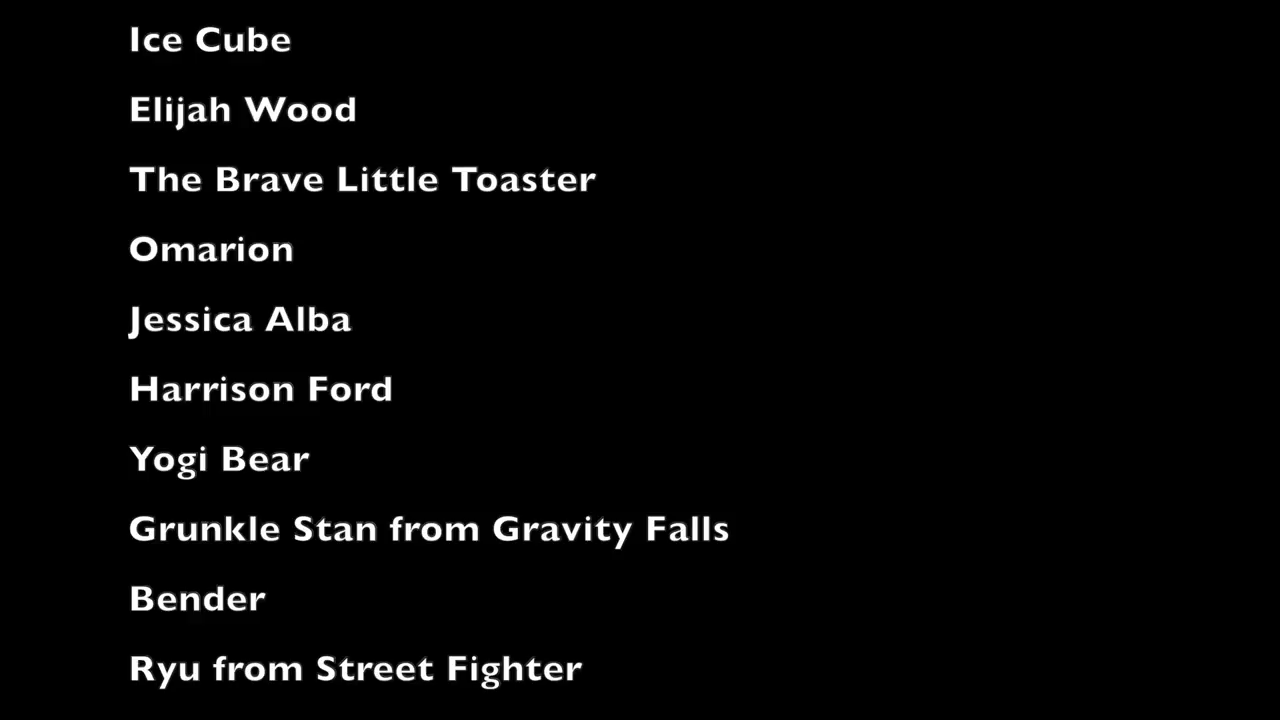 Ice Cube
Elijah Wood
The Brave Little Toaster
Omarion
Jessica Alba
Harrison Ford
Yogi Bear
Grunkle Stan from Gravity Falls
Bender
Ryu from Street Fighter